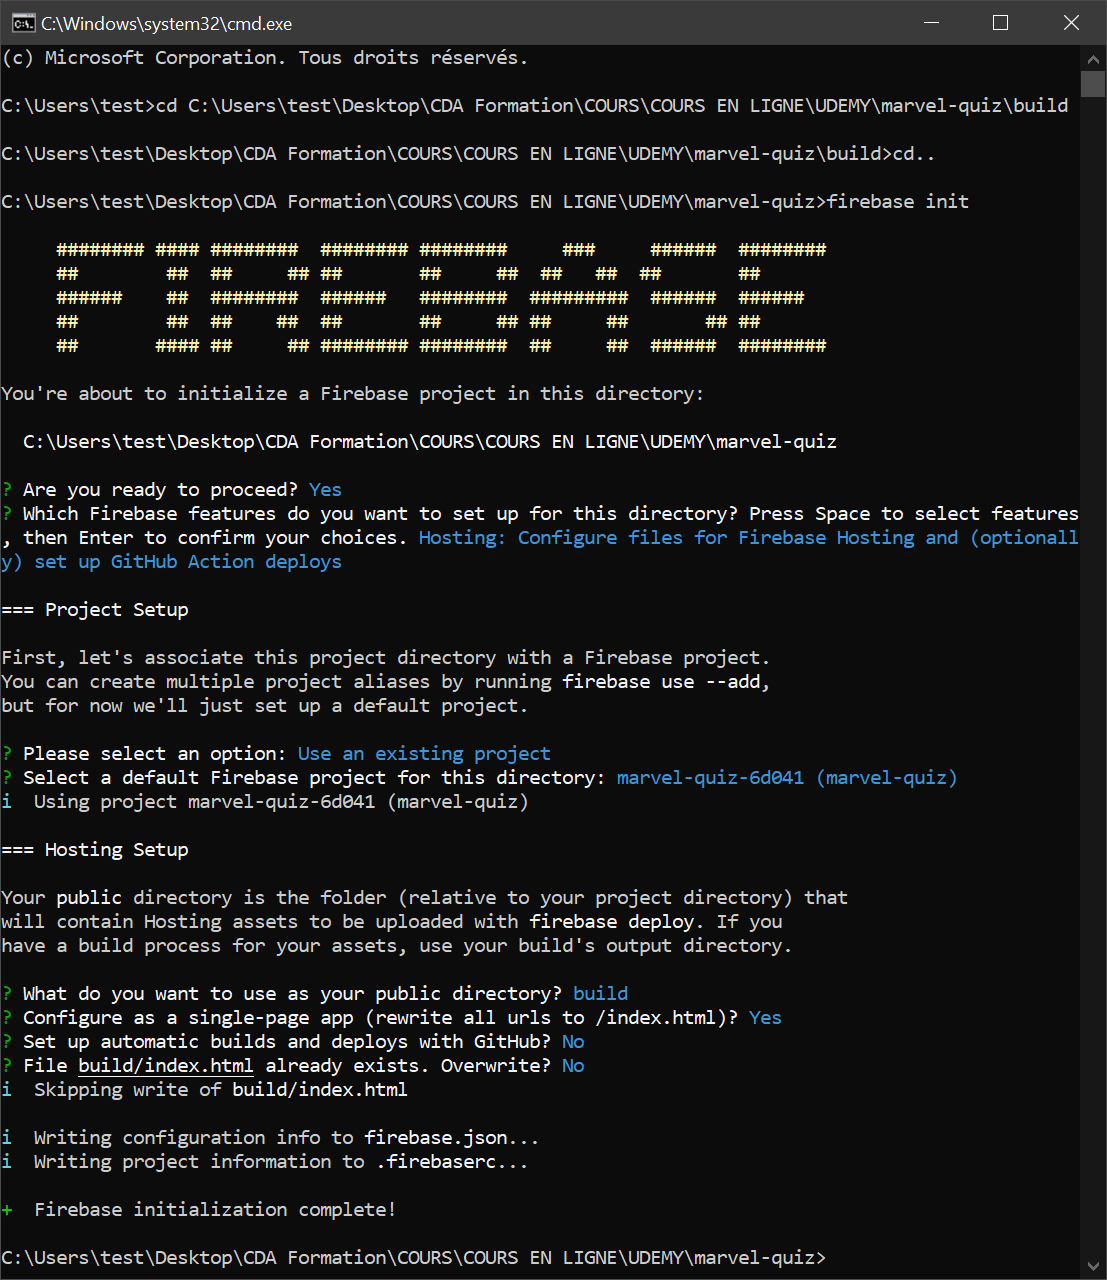 C:\Windows\system32\cmd.exe
(c) Microsoft Corporation. Tous droits réservés.
C:\Users\test>cd C:\Users\test\Desktop\CDA Formation\COURS\COURS EN LIGNE\UDEMY\marvel-quiz\build
C:\Users\test\Desktop\CDA Formation\COURS\COURS EN LIGNE\UDEMY\marvel-quiz\build>cd..
C:\Users\test\Desktop\CDA Formation\COURS\COURS EN LIGNE\UDEMY\marvel-quiz>firebase init
FIREBASE
You're about to initialize a Firebase project in this directory:
C:\Users\test\Desktop\CDA Formation\COURS\COURS EN LIGNE\UDEMY\marvel-quiz
? Are you ready to proceed? Yes
? Which Firebase features do you want to set up for this directory? Press Space to select features
, then Enter to confirm your choices. Hosting: Configure files for Firebase Hosting and (optionall
y) set up GitHub Action deploys
=== Project Setup
First, let's associate this project directory with a Firebase project.
You can create multiple project aliases by running firebase use --add,
but for now we'll just set up a default project.
? Please select an option: Use an existing project
? Select a default Firebase project for this directory: marvel-quiz-6d041 (marvel-quiz)
i  Using project marvel-quiz-6d041 (marvel-quiz)
=== Hosting Setup
Your public directory is the folder (relative to your project directory) that
will contain Hosting assets to be uploaded with firebase deploy. If you
have a build process for your assets, use your build's output directory.
? What do you want to use as your public directory? build
? Configure as a single-page app (rewrite all urls to /index.html)? Yes
? Set up automatic builds and deploys with GitHub? No
? File build/index.html already exists. Overwrite? No
i  Skipping write of build/index.html
i  Writing configuration info to firebase.json...
i  Writing project information to .firebaserc...
+  Firebase initialization complete!
C:\Users\test\Desktop\CDA Formation\COURS\COURS EN LIGNE\UDEMY\marvel-quiz>